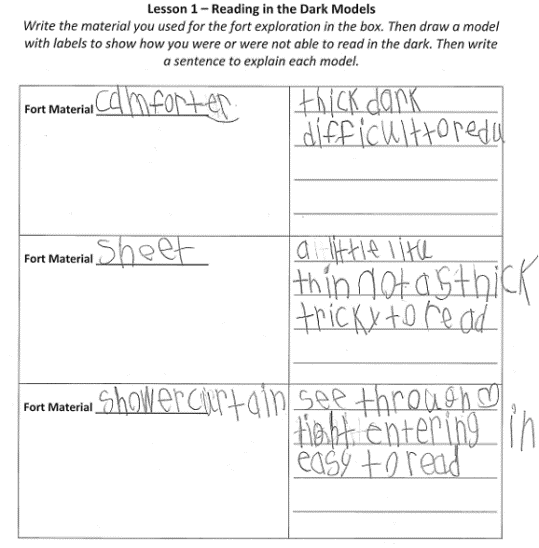 Lesson 1 – Reading in the Dark Models
Write the material you used for the fort exploration in the box. Then draw a model
with labels to show how you were or were not able to read in the dark. Then write
a sentence to explain each model.
Fort Material comforter
thick dark
difficult to redu
Fort Material sheet
a little lite
thin not as thick
tricky to read
Fort Material shower curtain
see through
light entering in
easy to read